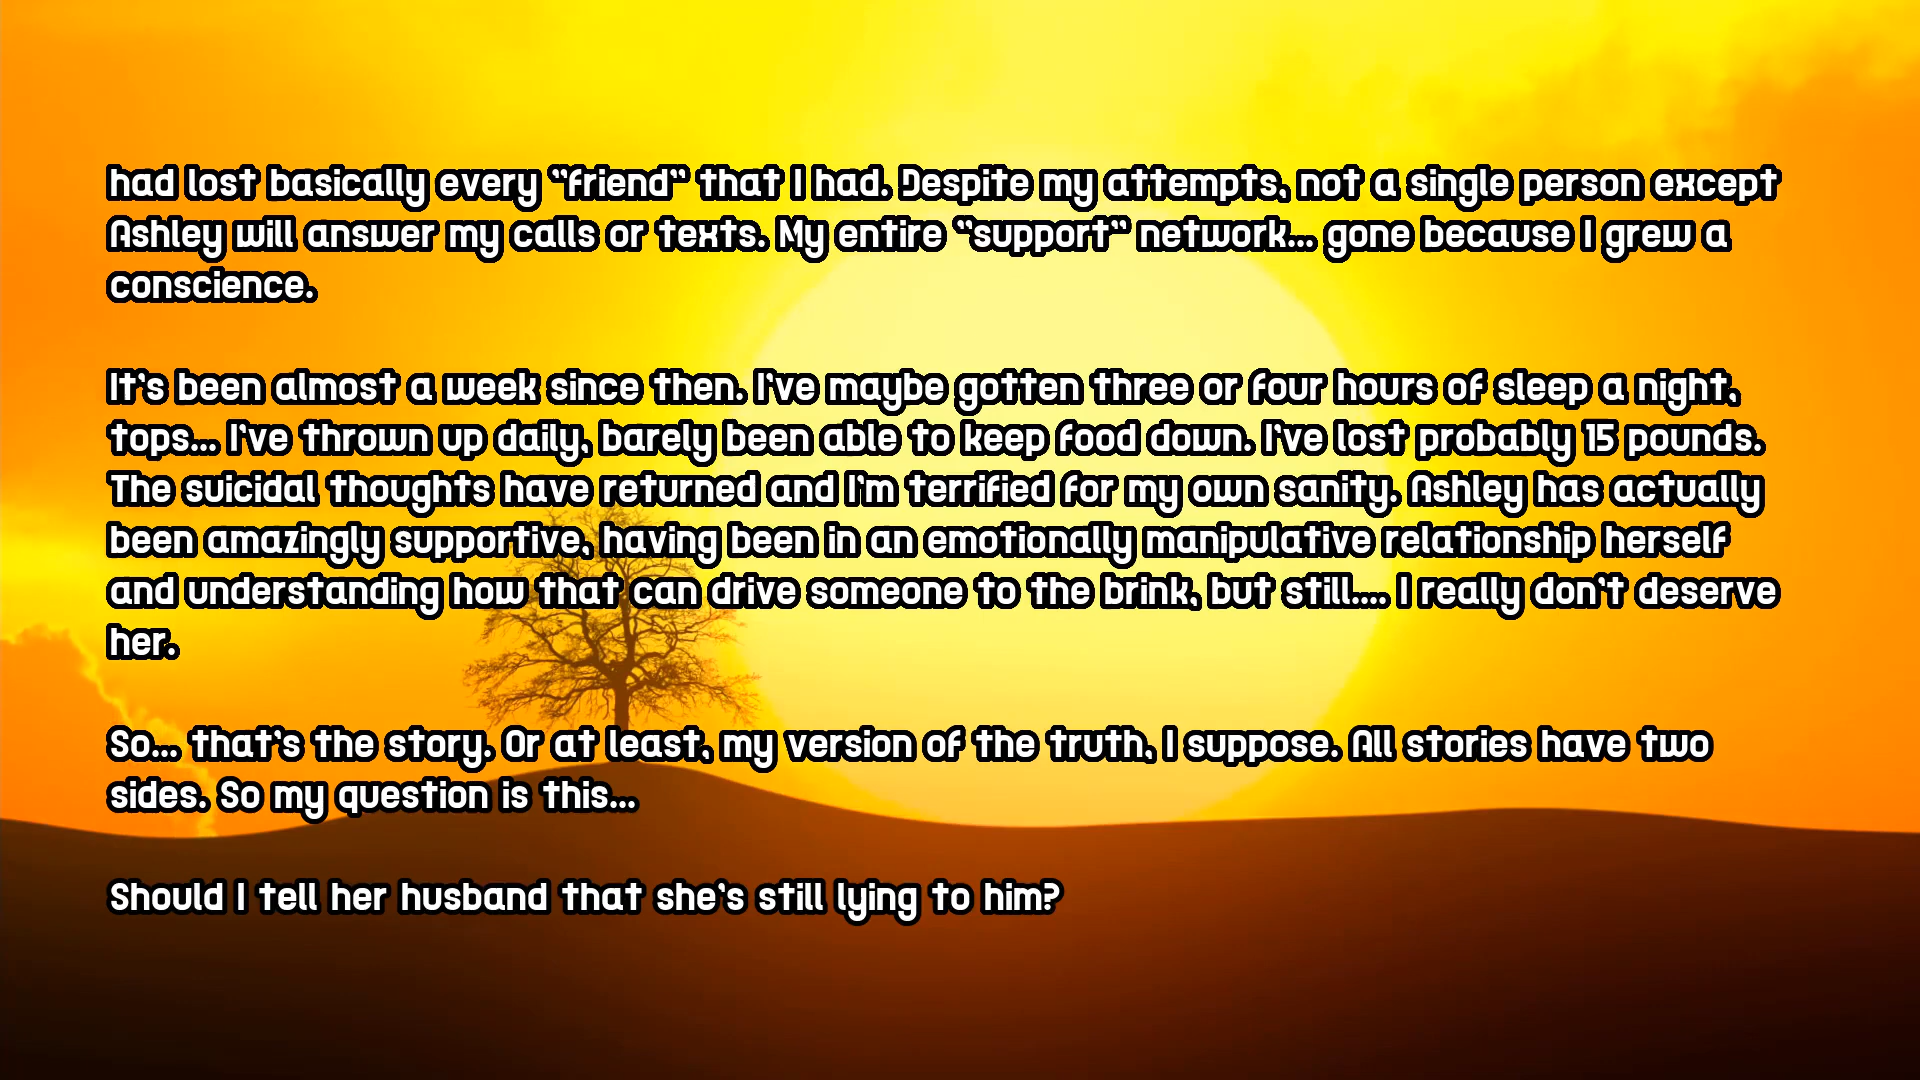 had lost basically every "friend" that I had. Despite my attempts, not a single person except
Ashley will answer my calls or texts. My entire "support" network... gone because I grew a
conscience.
It's been almost a week since then. I've maybe gotten three or four hours of sleep a night,
tops... I've thrown up daily, barely been able to keep food down. I've lost probably 15 pounds.
The suicidal thoughts have returned and I'm terrified for my own sanity. Ashley has actually
been amazingly supportive, having been in an emotionally manipulative relationship herself
and understanding how that can drive someone to the brink, but still.... I really don't deserve
her.
So... that's the story. Or at least, my version of the truth, I suppose. All stories have two
sides. So my question is this...
Should I tell her husband that she's still lying to him?